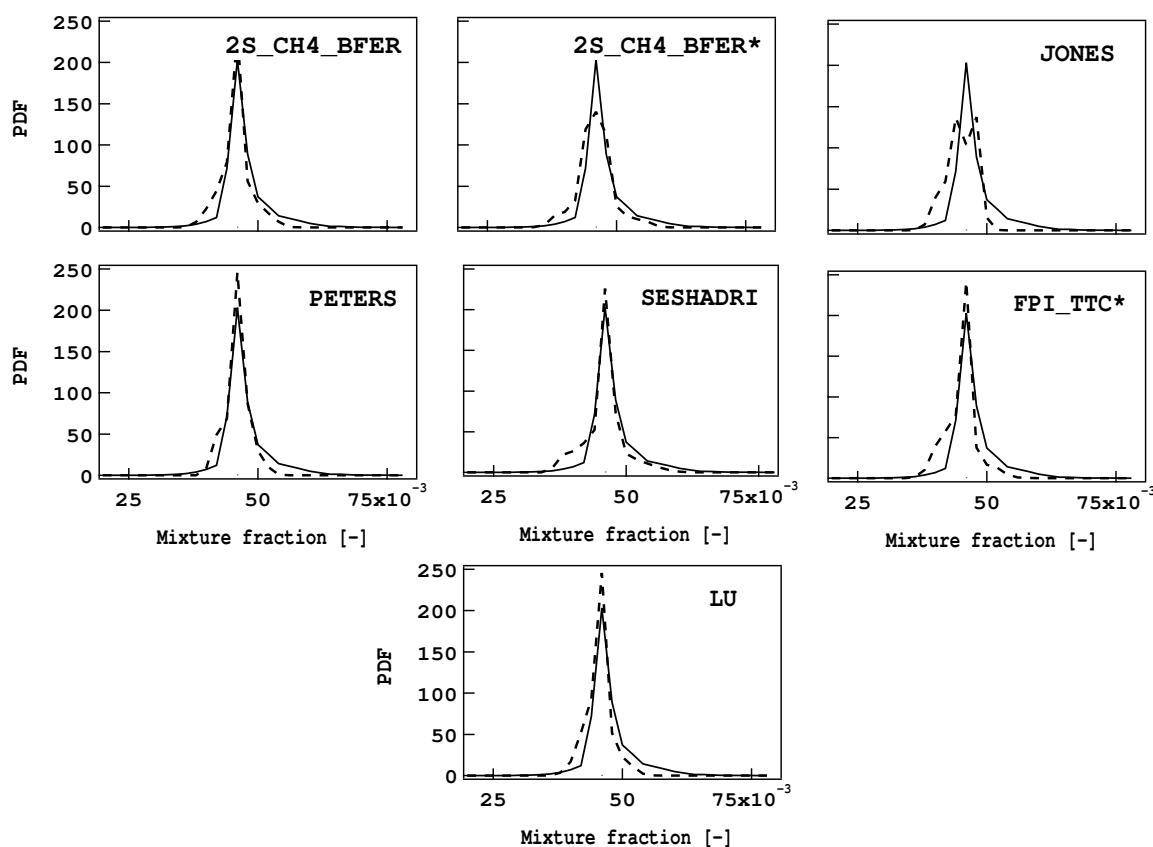 250
200
150
100
50
0
PDF
2S_CH4_BFER
2S_CH4_BFER*
JONES
250
200
150
100
50
0
PDF
PETERS
SESHADRI
FPI_TTC*
25 50 75x10-3
25 50 75x10-3
25 50 75x10-3
Mixture fraction [-]
Mixture fraction [-]
Mixture fraction [-]
250
200
150
100
50
0
PDF
LU
25 50 75x10-3
Mixture fraction [-]